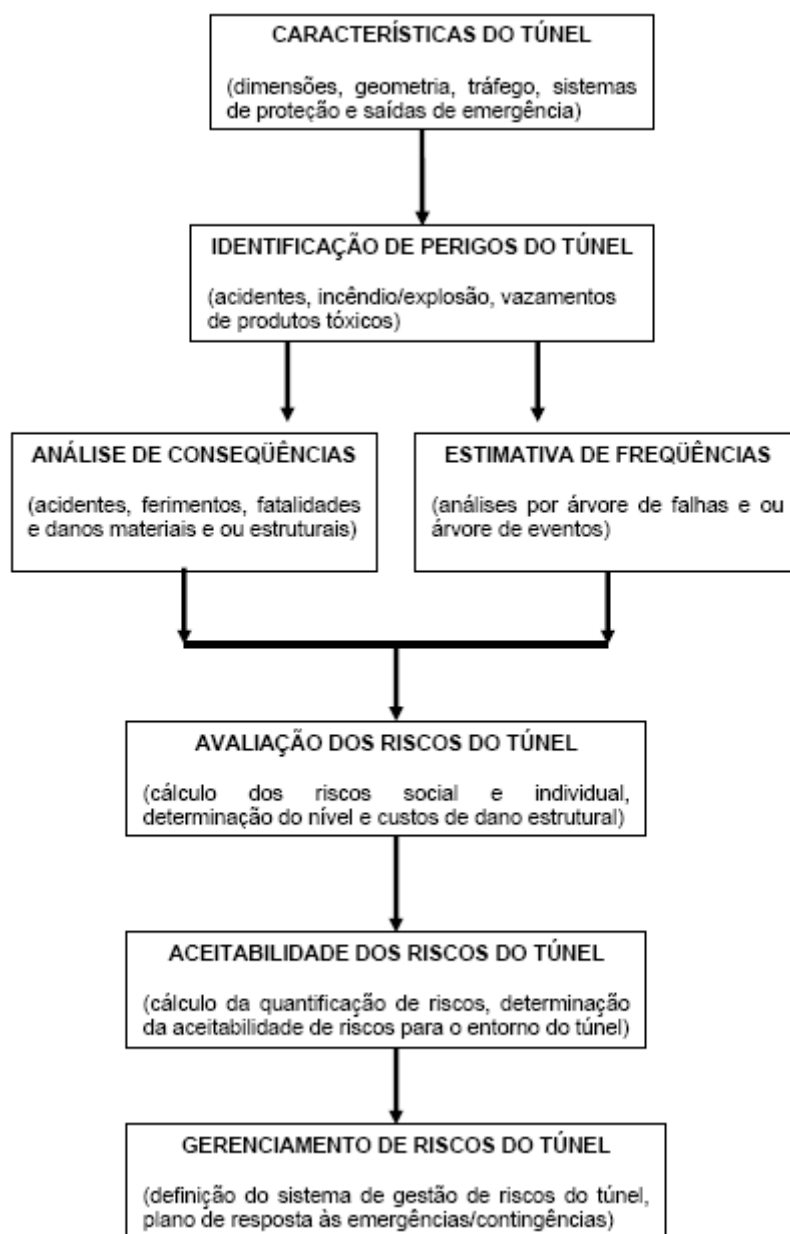 CARACTERÍSTICAS DO TÚNEL
(dimensões, geometria, tráfego, sistemas
de proteção e saídas de emergência)
IDENTIFICAÇÃO DE PERIGOS DO TÚNEL
(acidentes, incêndio/explosão, vazamentos
de produtos tóxicos)
ANÁLISE DE CONSEQÜÊNCIAS
(acidentes, ferimentos, fatalidades
e danos materiais e ou estruturais)
ESTIMATIVA DE FREQÜÊNCIAS
(análises por árvore de falhas e ou
árvore de eventos)
AVALIAÇÃO DOS RISCOS DO TÚNEL
(cálculo dos riscos social e individual,
determinação do nível e custos de dano estrutural)
ACEITABILIDADE DOS RISCOS DO TÚNEL
(cálculo da quantificação de riscos, determinação
da aceitabilidade de riscos para o entorno do túnel)
GERENCIAMENTO DE RISCOS DO TÚNEL
(definição do sistema de gestão de riscos do túnel,
plano de resposta às emergências/contingências)